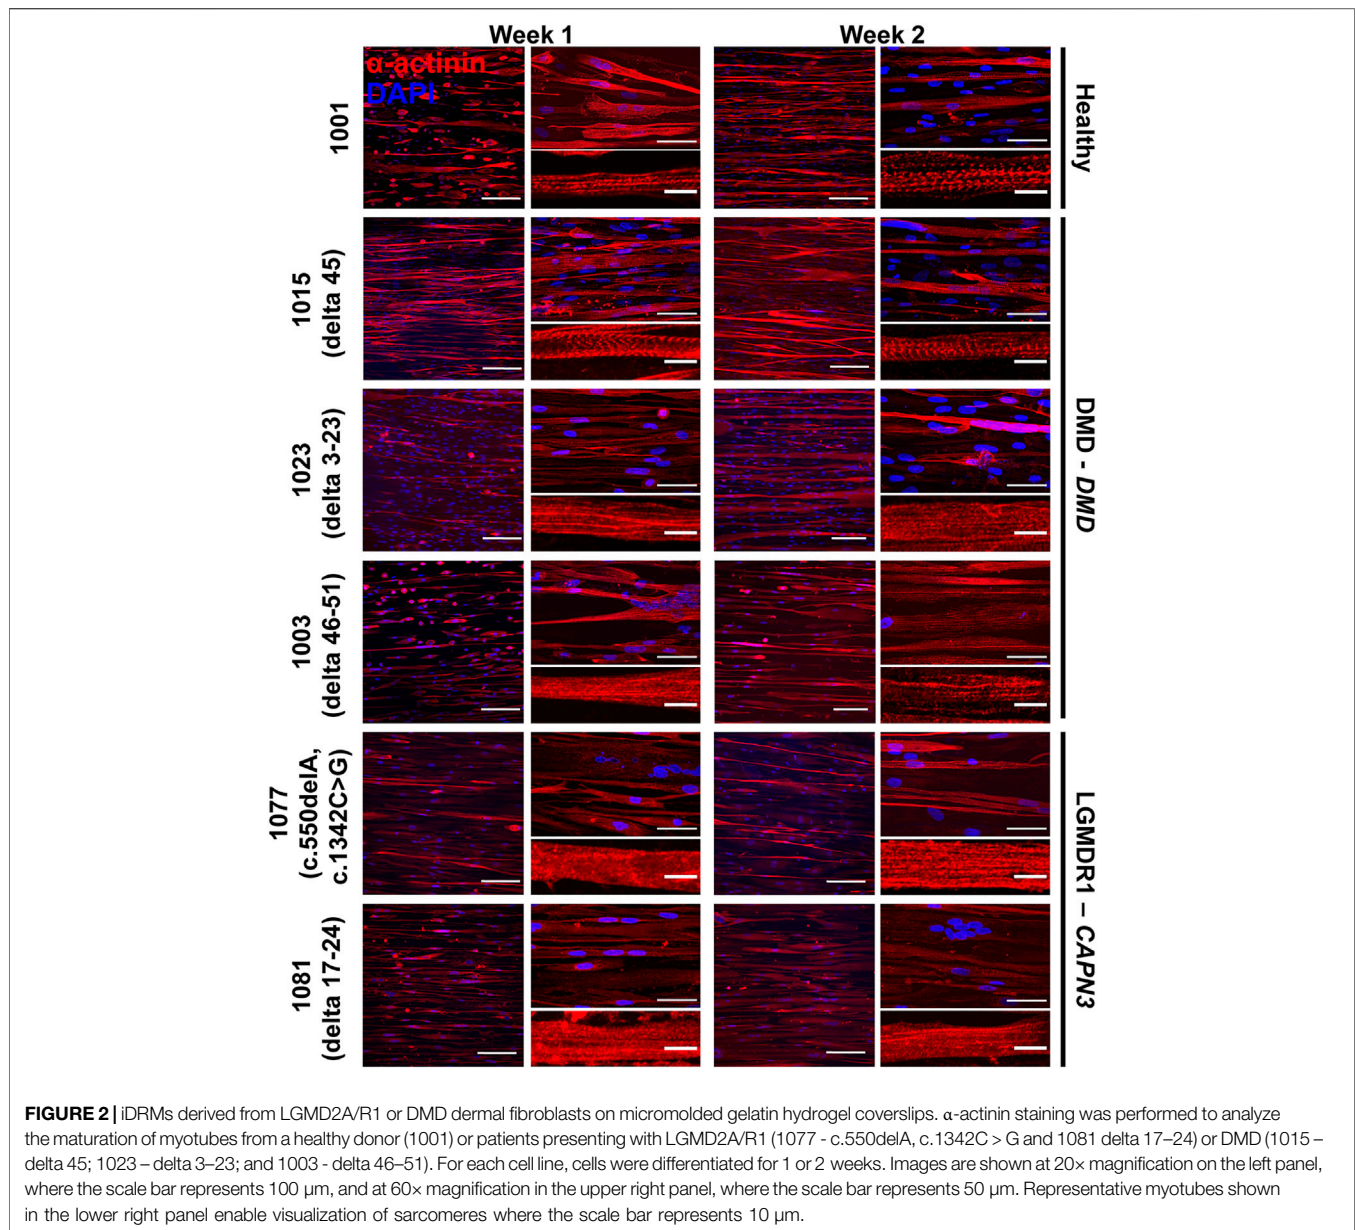 Week 1
Week 2
α-actinin
DAPI
1001
Healthy
1015
(delta 45)
1023
(delta 3-23)
1003
(delta 46-51)
DMD - DMD
1077
(c.550delA,
c.1342C>G)
1081
(delta 17-24)
LGMDR1 – CAPN3
FIGURE 2 | iDRMs derived from LGMD2A/R1 or DMD dermal fibroblasts on micromolded gelatin hydrogel coverslips. α-actinin staining was performed to analyze
the maturation of myotubes from a healthy donor (1001) or patients presenting with LGMD2A/R1 (1077 - c.550delA, c.1342C > G and 1081 delta 17–24) or DMD (1015 –
delta 45; 1023 – delta 3–23; and 1003 - delta 46–51). For each cell line, cells were differentiated for 1 or 2 weeks. Images are shown at 20× magnification on the left panel,
where the scale bar represents 100 μm, and at 60× magnification in the upper right panel, where the scale bar represents 50 μm. Representative myotubes shown
in the lower right panel enable visualization of sarcomeres where the scale bar represents 10 μm.